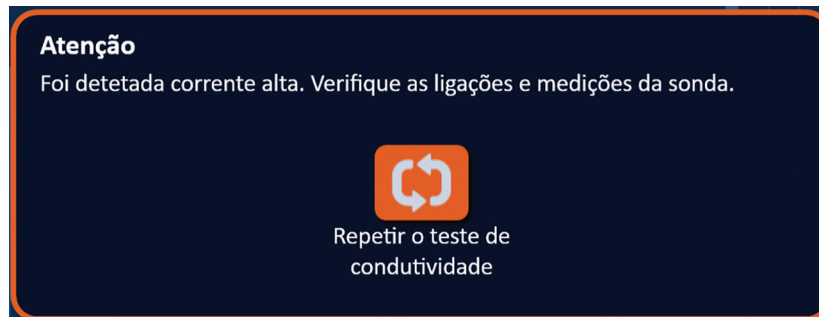 Atenção
Foi detetada corrente alta. Verifique as ligações e medições da sonda.
Repetir o teste de
condutividade